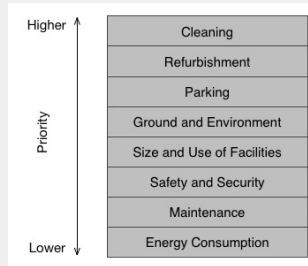 Higher
Cleaning
Refurbishment
Parking
Ground and Environment
Priority
Size and Use of Facilities
Safety and Security
Maintenance
Lower
Energy Consumption